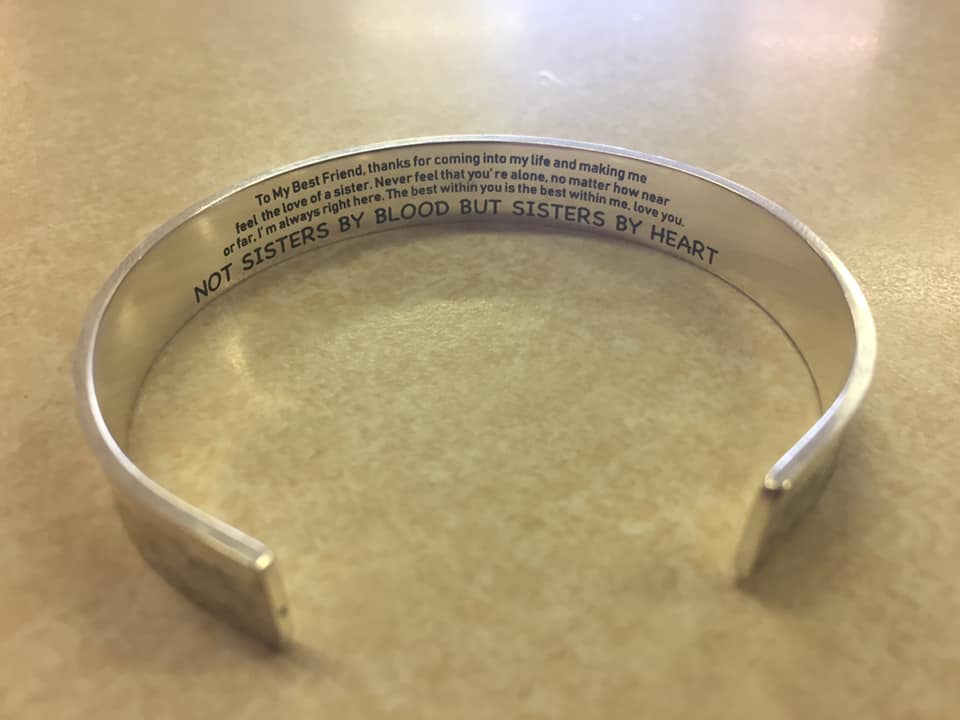 To My Best Friend, thanks for coming into my life and making me
feel the love of a sister. Never feel that you're alone, no matter how near
or far. I'm always right here. The best within you is the best within me. love you.
NOT SISTERS BY BLOOD BUT SISTERS BY HEART